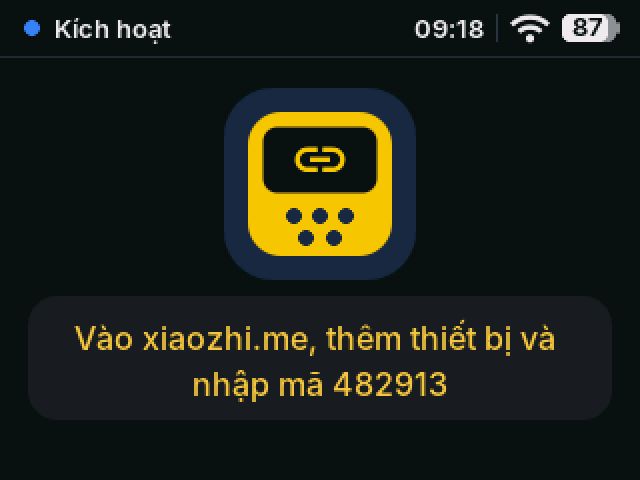 Kích hoạt
09:18
87
Vào xiaozhi.me, thêm thiết bị và
nhập mã 482913